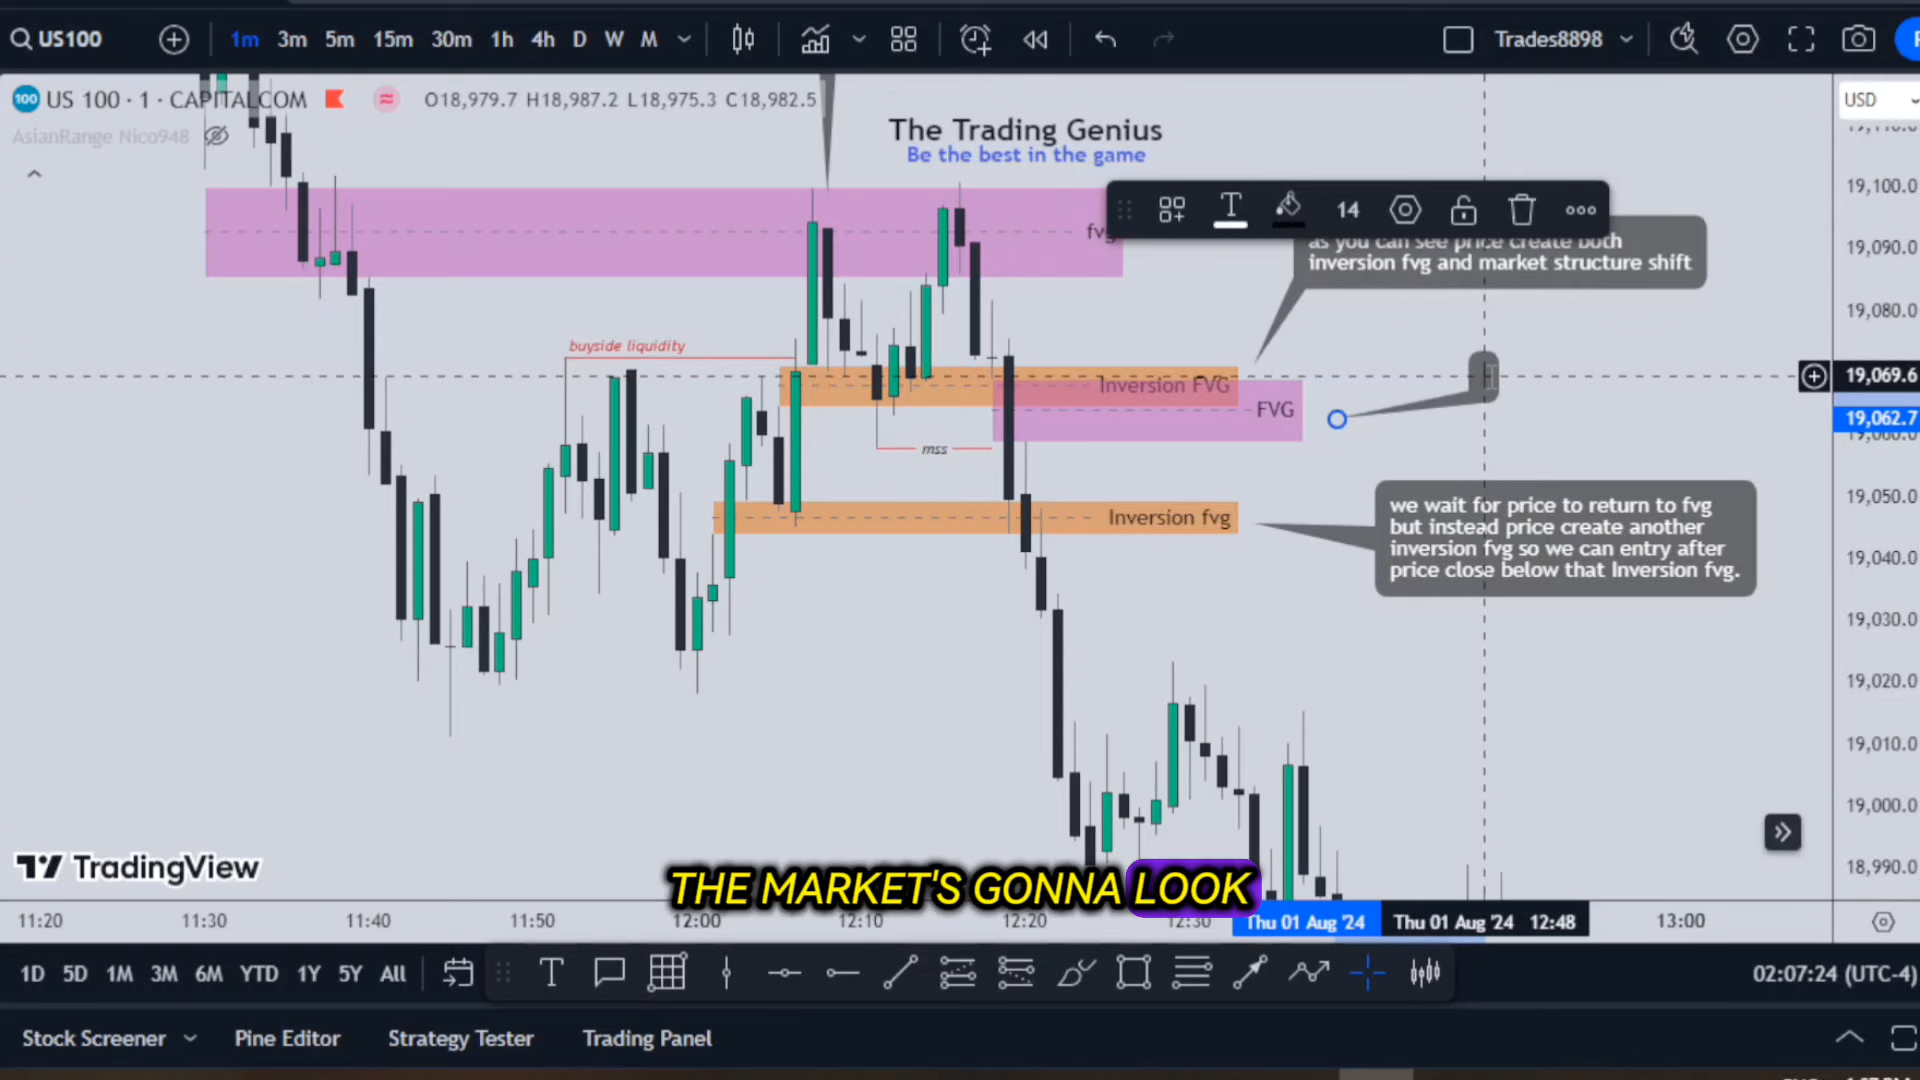 US100
1m 3m 5m 15m 30m 1h 4h D W M
Trades8898
100 US 100 · 1 · CAPITALCOM
O18,979.7 H18,987.2 L18,975.3 C18,982.5
USD
AsianRange Nico948
The Trading Genius
Be the best in the game
14
19,100.0
fvg
as you can see price create both
inversion fvg and market structure shift
19,090.0
19,080.0
buyside liquidity
19,069.6
Inversion FVG
FVG
19,062.7
mss
19,050.0
Inversion fvg
we wait for price to return to fvg
but instead price create another
inversion fvg so we can entry after
price close below that Inversion fvg.
19,040.0
19,030.0
19,020.0
19,010.0
19,000.0
18,990.0
TradingView
THE MARKET'S GONNA LOOK
11:20 11:30 11:40 11:50 12:00 12:10 12:20 12:30 Thu 01 Aug '24 Thu 01 Aug '24 12:48 13:00
1D 5D 1M 3M 6M YTD 1Y 5Y All
02:07:24 (UTC-4)
Stock Screener Pine Editor Strategy Tester Trading Panel